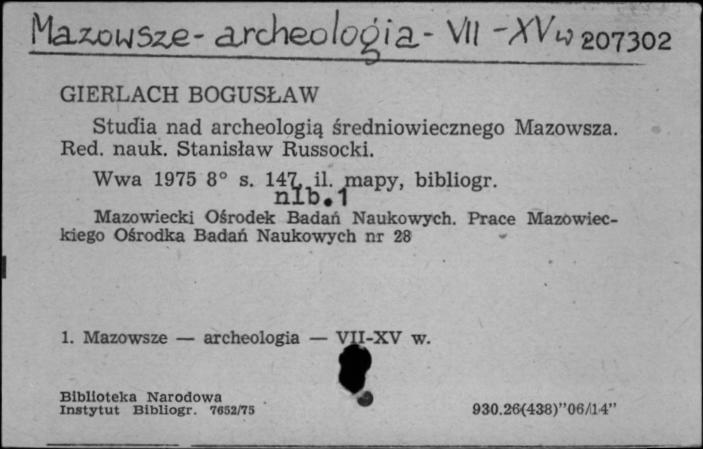 Mazowsze - archeologia - VII - XV w 207302
GIERLACH BOGUSŁAW
Studia nad archeologią średniowiecznego Mazowsza.
Red. nauk. Stanisław Russocki.
Wwa 1975 8° s. 147, il. mapy, bibliogr.
nlb.1
Mazowiecki Ośrodek Badań Naukowych. Prace Mazowiec-
kiego Ośrodka Badań Naukowych nr 28
1. Mazowsze — archeologia — VII-XV w.
Biblioteka Narodowa
Instytut Bibliogr. 7652/75 930.26(438)"06/14"